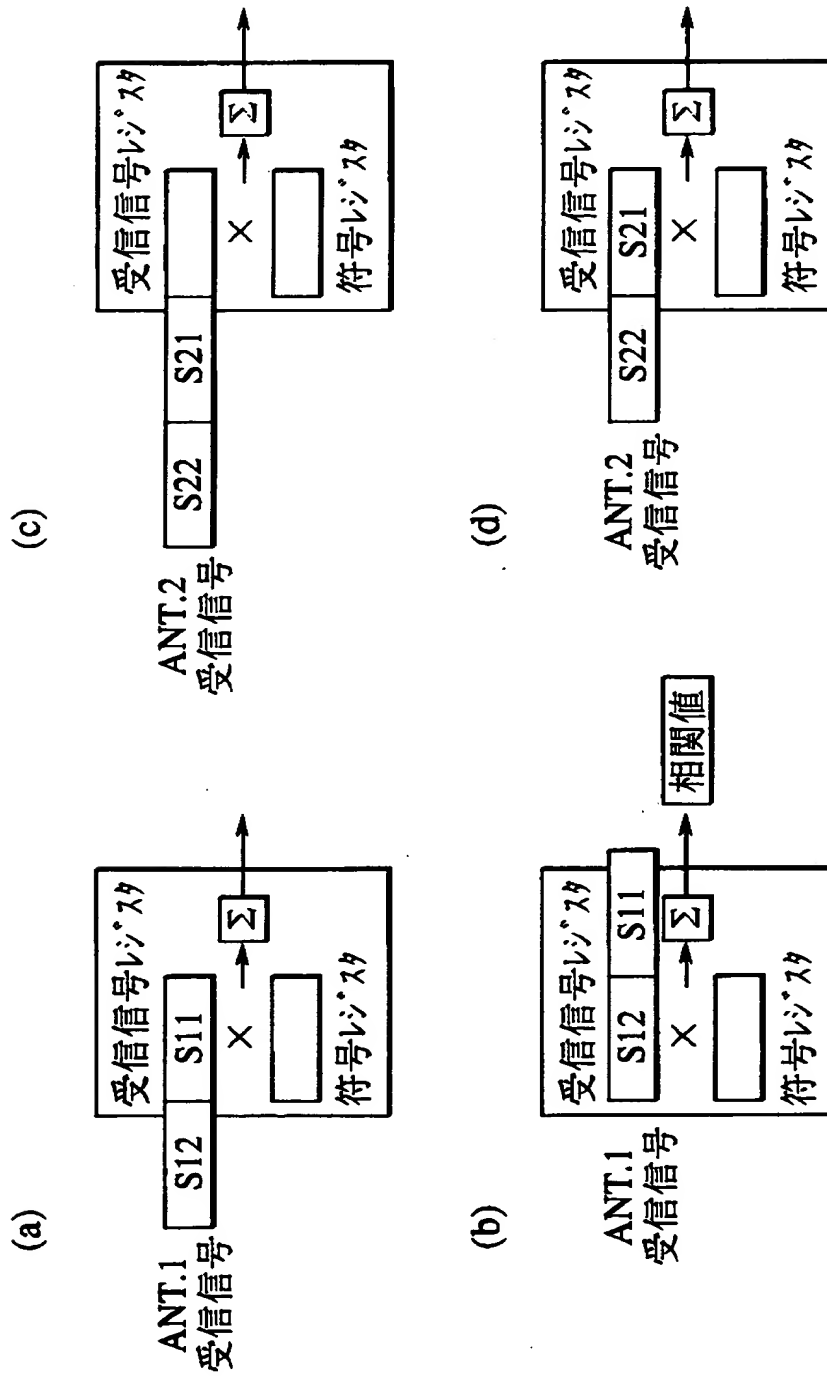 (a)
ANT.1
受信信号
S12
S11
受信信号レジスタ
×
Σ
符号レジスタ
(b)
ANT.1
受信信号
S12
S11
受信信号レジスタ
×
Σ
符号レジスタ
相関値
(c)
ANT.2
受信信号
S22
S21
受信信号レジスタ
×
Σ
符号レジスタ
(d)
ANT.2
受信信号
S22
S21
受信信号レジスタ
×
Σ
符号レジスタ